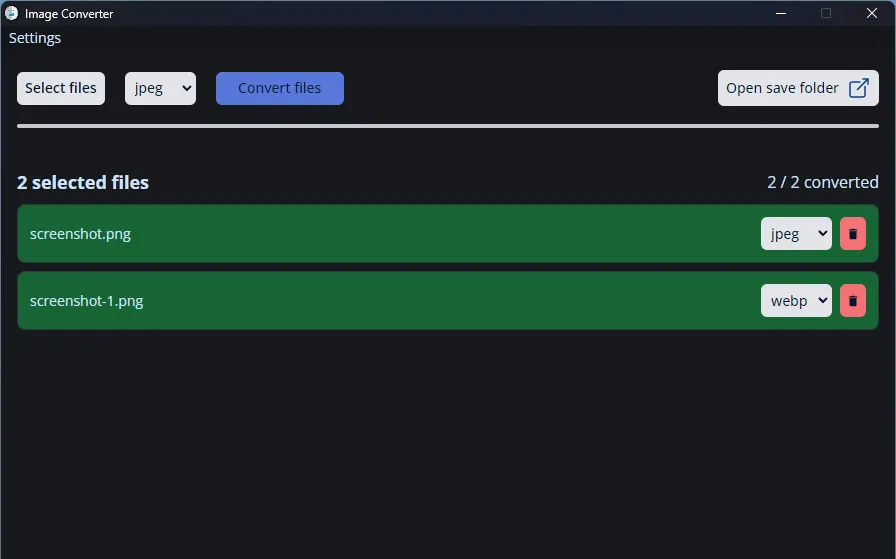 Image Converter
Settings
Select files jpeg Convert files Open save folder
2 selected files 2 / 2 converted
screenshot.png jpeg
screenshot-1.png webp